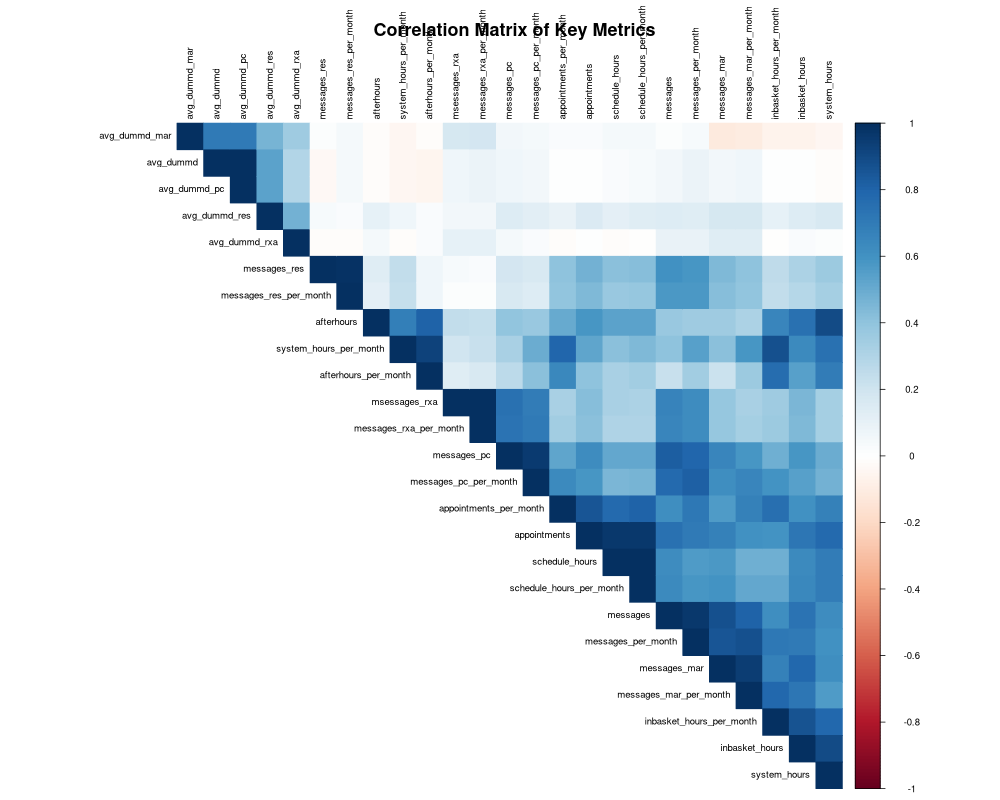 Correlation Matrix of Key Metrics
avg_dummd_mar
avg_dummd
avg_dummd_pc
avg_dummd_res
avg_dummd_rxa
messages_res
messages_res_per_month
afterhours
system_hours_per_month
afterhours_per_month
msessages_rxa
messages_rxa_per_month
messages_pc
messages_pc_per_month
appointments_per_month
appointments
schedule_hours
schedule_hours_per_month
messages
messages_per_month
messages_mar
messages_mar_per_month
inbasket_hours_per_month
inbasket_hours
system_hours
avg_dummd_mar
avg_dummd
avg_dummd_pc
avg_dummd_res
avg_dummd_rxa
messages_res
messages_res_per_month
afterhours
system_hours_per_month
afterhours_per_month
msessages_rxa
messages_rxa_per_month
messages_pc
messages_pc_per_month
appointments_per_month
appointments
schedule_hours
schedule_hours_per_month
messages
messages_per_month
messages_mar
messages_mar_per_month
inbasket_hours_per_month
inbasket_hours
system_hours
1
0.8
0.6
0.4
0.2
0
-0.2
-0.4
-0.6
-0.8
-1